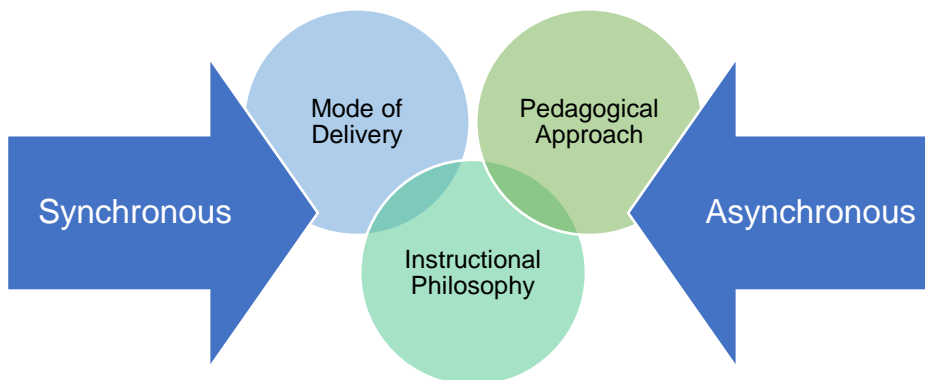 Mode of
Delivery
Pedagogical
Approach
Synchronous
Asynchronous
Instructional
Philosophy